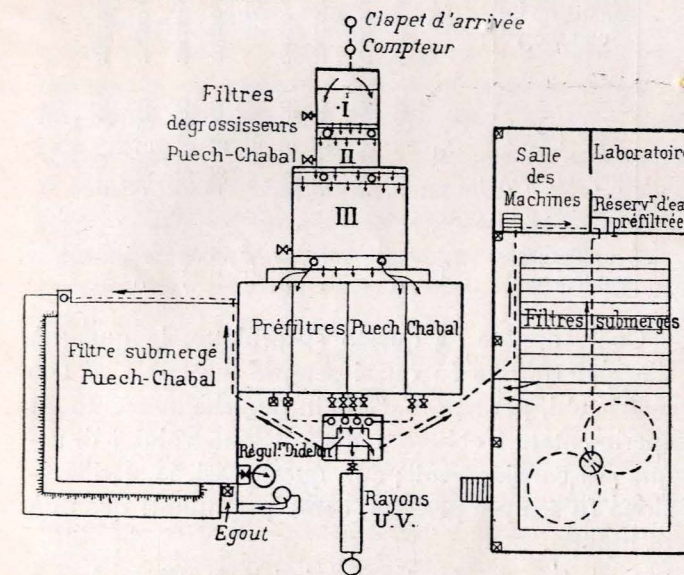 Clapet d'arrivée
Compteur
Filtres
dégrossisseurs
Puech-Chabal
I
II
III
Salle
des
Machines
Laboratoire
Réserv.r d'eau
préfiltrée
Préfiltres Puech Chabal
Filtres submergés
Filtre submergé
Puech-Chabal
Régul.r Didelon
Rayons
U.V.
Egout